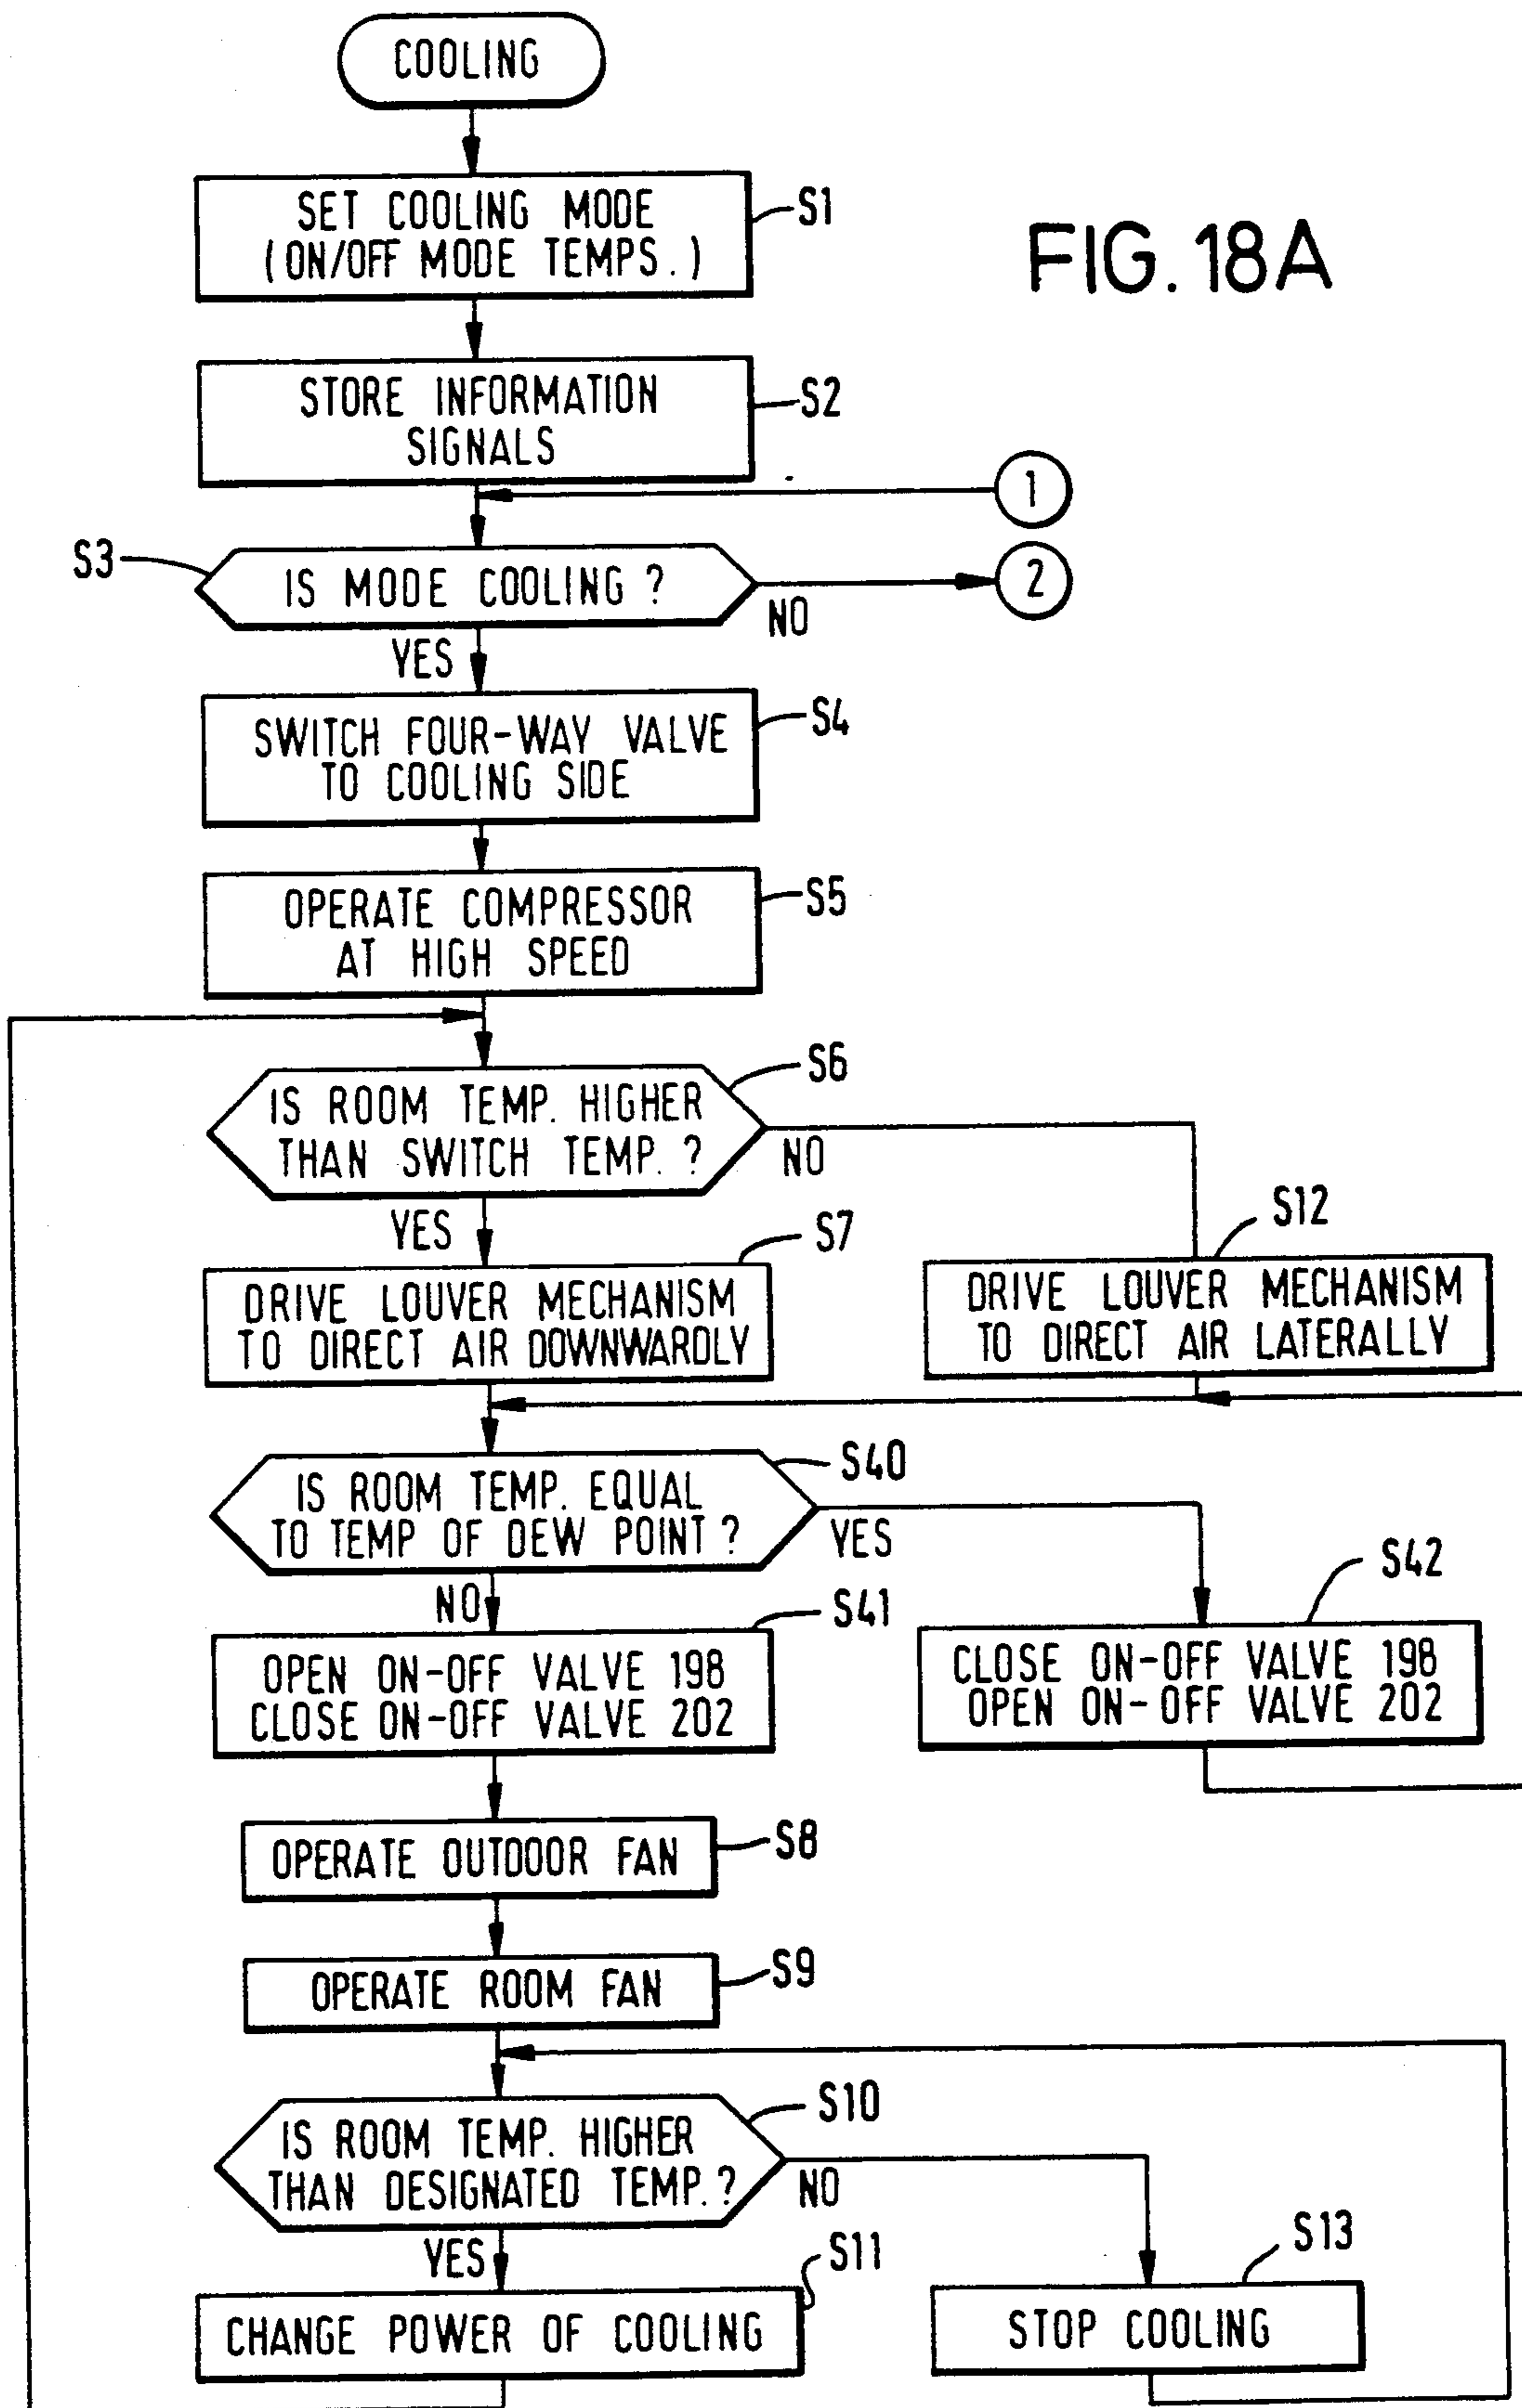 COOLING
SET COOLING MODE
(ON/OFF MODE TEMPS.)
S1
FIG. 18A
STORE INFORMATION
SIGNALS
S2
1
S3
IS MODE COOLING ?
NO
2
YES
SWITCH FOUR-WAY VALVE
TO COOLING SIDE
S4
OPERATE COMPRESSOR
AT HIGH SPEED
S5
S6
IS ROOM TEMP. HIGHER
THAN SWITCH TEMP. ?
NO
YES
S7
S12
DRIVE LOUVER MECHANISM
TO DIRECT AIR DOWNWARDLY
DRIVE LOUVER MECHANISM
TO DIRECT AIR LATERALLY
S40
IS ROOM TEMP. EQUAL
TO TEMP OF DEW POINT ?
YES
NO
S41
S42
OPEN ON-OFF VALVE 198
CLOSE ON-OFF VALVE 202
CLOSE ON-OFF VALVE 198
OPEN ON-OFF VALVE 202
OPERATE OUTDOOR FAN
S8
OPERATE ROOM FAN
S9
S10
IS ROOM TEMP. HIGHER
THAN DESIGNATED TEMP. ?
NO
YES
S11
S13
CHANGE POWER OF COOLING
STOP COOLING